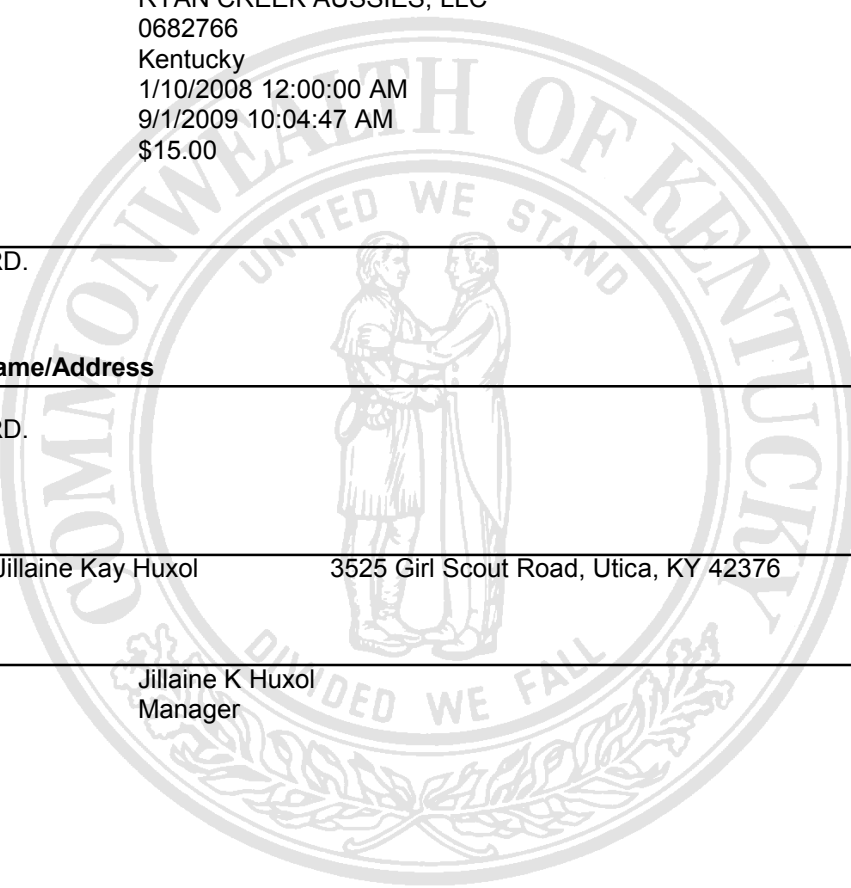 RYAN CREEK AUSSIES, LLC
0682766
Kentucky
1/10/2008 12:00:00 AM
9/1/2009 10:04:47 AM
$15.00
COMMONWEALTH OF KENTUCKY
UNITED WE STAND
RD.
ame/Address
RD.
Jillaine Kay Huxol 3525 Girl Scout Road, Utica, KY 42376
DIVIDED WE FALL
Jillaine K Huxol
Manager